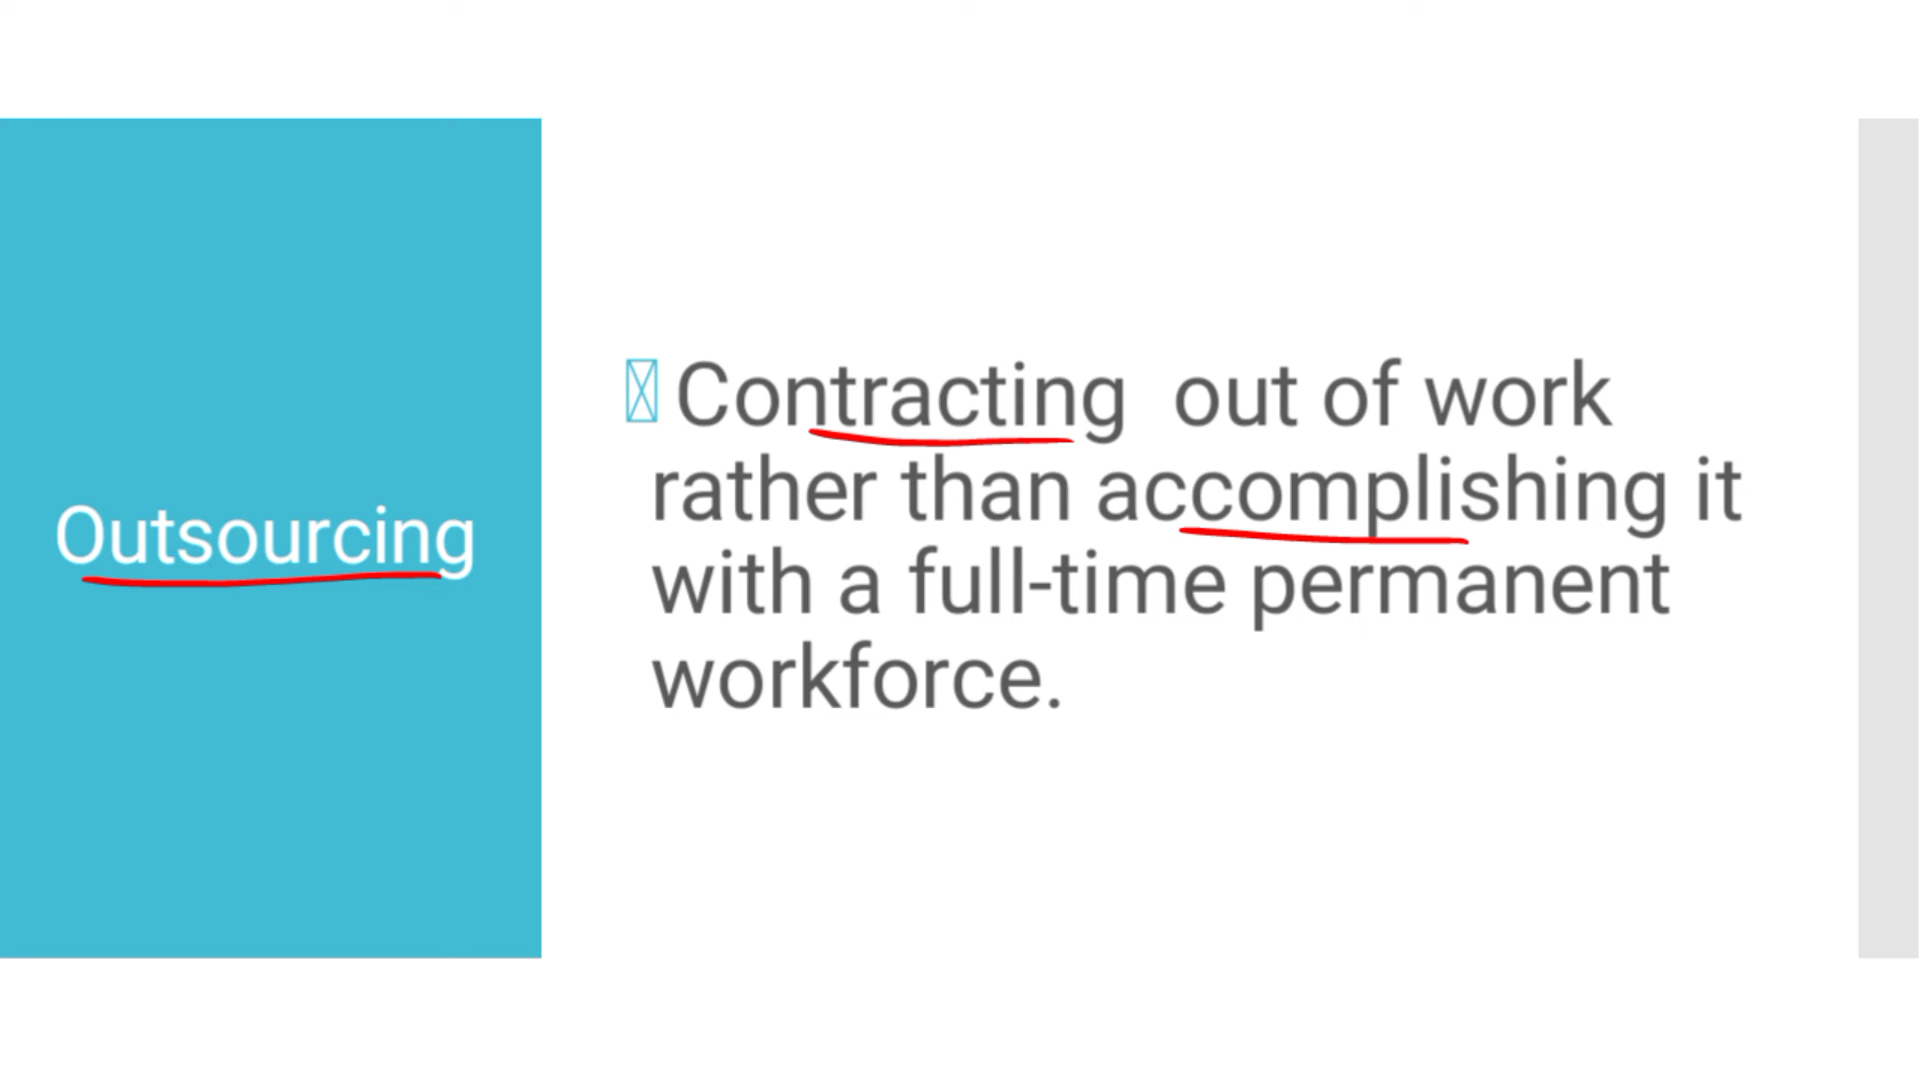 Outsourcing
Contracting  out of work
rather than accomplishing it
with a full-time permanent
workforce.